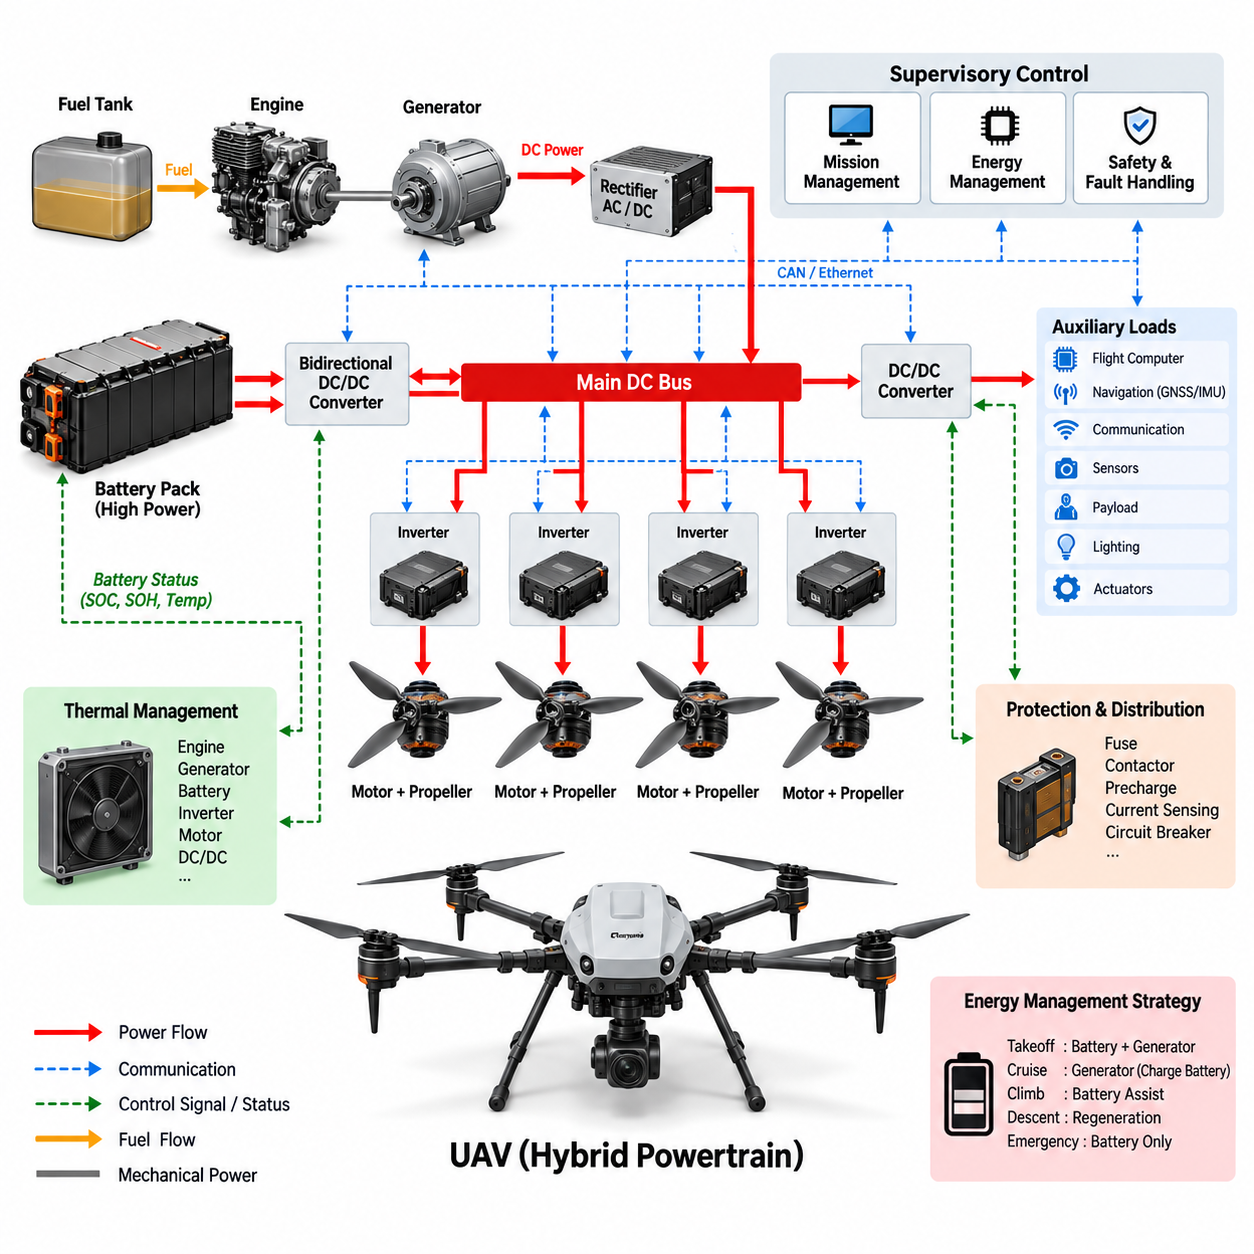 Supervisory Control
Mission
Management
Energy
Management
Safety &
Fault Handling
Fuel Tank
Engine
Generator
Fuel
DC Power
Rectifier
AC / DC
CAN / Ethernet
Bidirectional
DC/DC
Converter
Main DC Bus
DC/DC
Converter
Auxiliary Loads
Flight Computer
Navigation (GNSS/IMU)
Communication
Sensors
Payload
Lighting
Actuators
Battery Pack
(High Power)
Battery Status
(SOC, SOH, Temp)
Inverter
Inverter
Inverter
Inverter
Motor + Propeller
Motor + Propeller
Motor + Propeller
Motor + Propeller
Thermal Management
Engine
Generator
Battery
Inverter
Motor
DC/DC
...
Protection & Distribution
Fuse
Contactor
Precharge
Current Sensing
Circuit Breaker
...
Power Flow
Communication
Control Signal / Status
Fuel Flow
Mechanical Power
UAV (Hybrid Powertrain)
Energy Management Strategy
Takeoff : Battery + Generator
Cruise : Generator (Charge Battery)
Climb : Battery Assist
Descent : Regeneration
Emergency : Battery Only